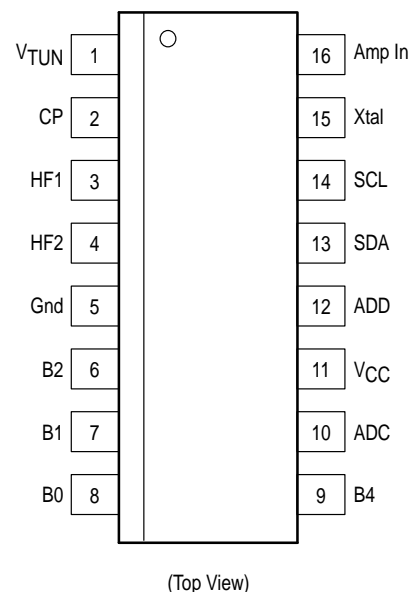 VTUN 1 16 Amp In
CP 2 15 Xtal
HF1 3 14 SCL
HF2 4 13 SDA
Gnd 5 12 ADD
B2 6 11 VCC
B1 7 10 ADC
B0 8 9 B4
(Top View)